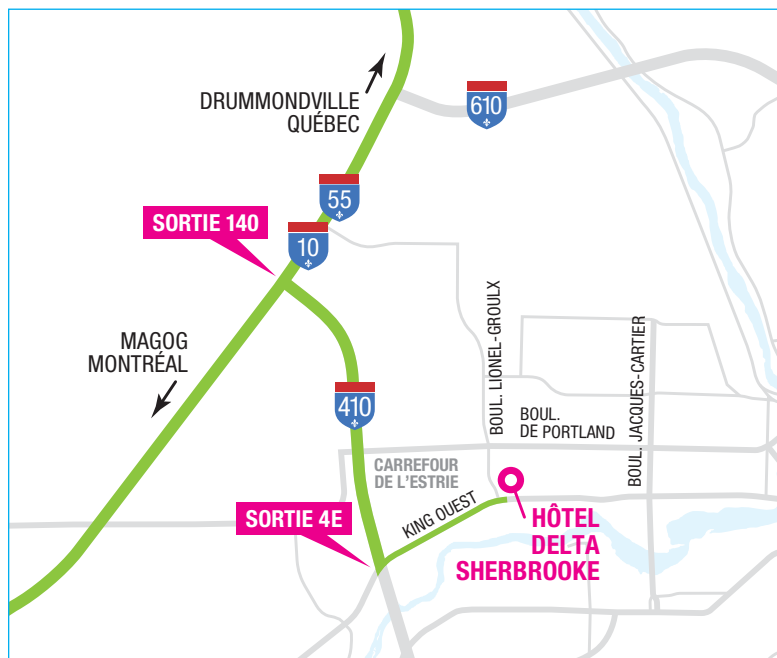 DRUMMONDVILLE
QUÉBEC
610
55
SORTIE 140
10
MAGOG
MONTRÉAL
410
BOUL. LIONEL-GROULX
BOUL. JACQUES-CARTIER
BOUL.
DE PORTLAND
CARREFOUR
DE L'ESTRIE
KING OUEST
SORTIE 4E
HÔTEL
DELTA
SHERBROOKE